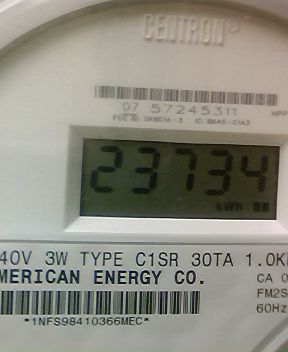 CENTRON
07 57245311
23734
kWh
40V 3W TYPE C1SR 30TA 1.0K
MERICAN ENERGY CO.
CA 0
FM2S
60Hz
*1NFS98410366MEC*